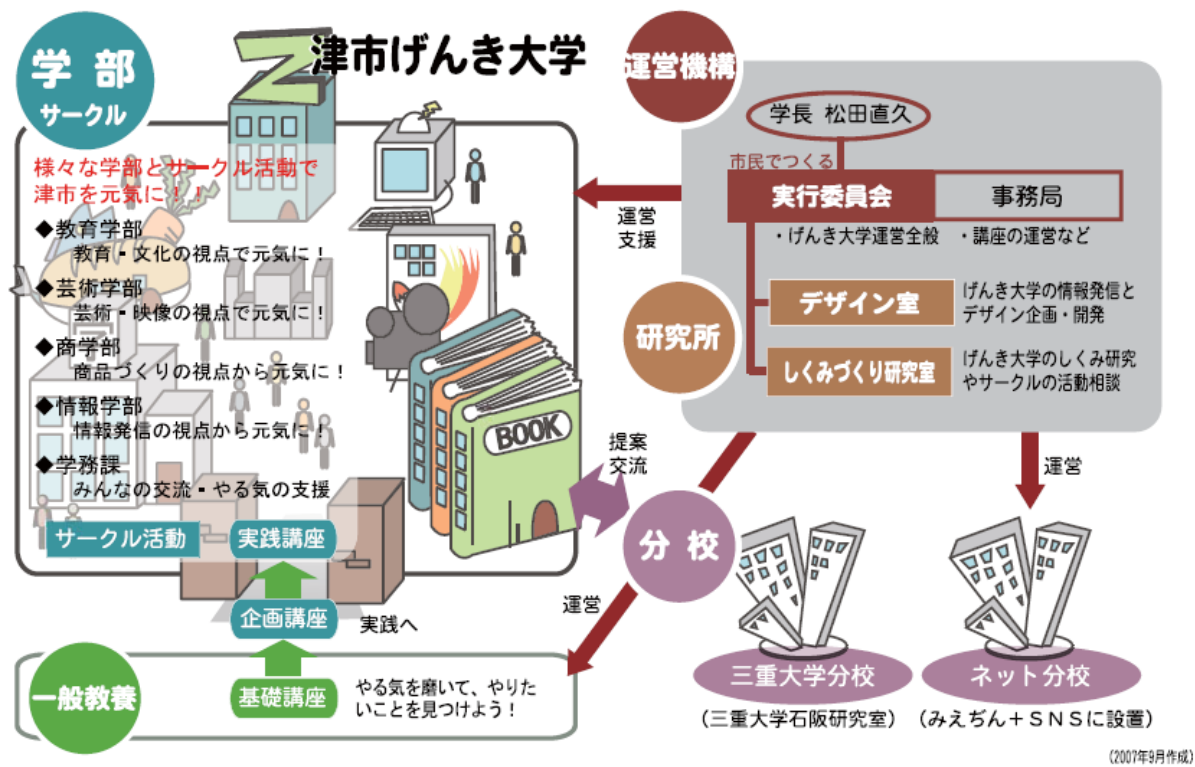 津市げんき大学
学部
サークル
様々な学部とサークル活動で
津市を元気に！！
◆教育学部
教育・文化の視点で元気に！
◆芸術学部
芸術・映像の視点で元気に！
◆商学部
商品づくりの視点から元気に！
◆情報学部
情報発信の視点から元気に！
◆学務課
みんなの交流・やる気の支援
サークル活動
実践講座
BOOK
企画講座
実践へ
一般教養
基礎講座
やる気を磨いて、やりた
いことを見つけよう！
運営機構
学長 松田直久
市民でつくる
実行委員会
事務局
・げんき大学運営全般
・講座の運営など
運営
支援
研究所
デザイン室
げんき大学の情報発信と
デザイン企画・開発
しくみづくり研究室
げんき大学のしくみ研究
やサークルの活動相談
提案
交流
運営
分校
運営
三重大学分校
（三重大学石阪研究室）
ネット分校
（みえぢん＋ＳＮＳに設置）
（2007年9月作成）